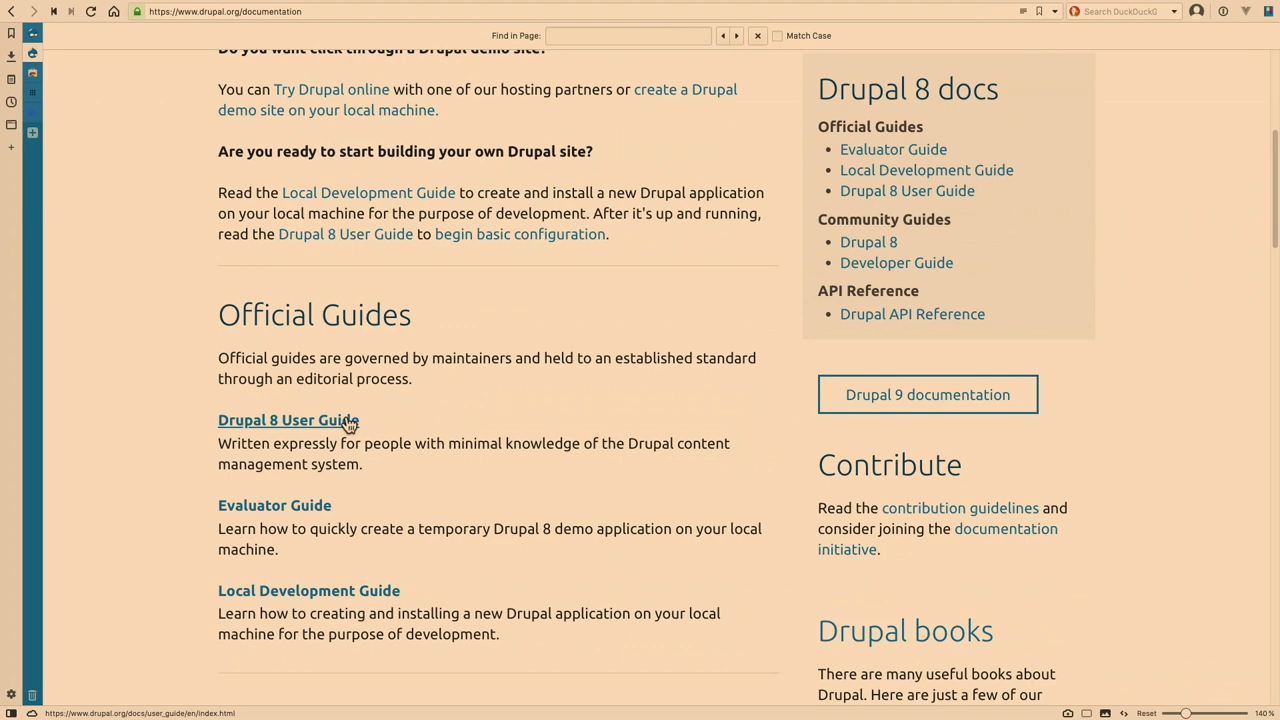 https://www.drupal.org/documentation
Search DuckDuckG
Find in Page:
Match Case
Do you want click through a Drupal demo site?
You can Try Drupal online with one of our hosting partners or create a Drupal
demo site on your local machine.
Are you ready to start building your own Drupal site?
Read the Local Development Guide to create and install a new Drupal application
on your local machine for the purpose of development. After it's up and running,
read the Drupal 8 User Guide to begin basic configuration.
Official Guides
Official guides are governed by maintainers and held to an established standard
through an editorial process.
Drupal 8 User Guide
Written expressly for people with minimal knowledge of the Drupal content
management system.
Evaluator Guide
Learn how to quickly create a temporary Drupal 8 demo application on your local
machine.
Local Development Guide
Learn how to creating and installing a new Drupal application on your local
machine for the purpose of development.
Drupal 8 docs
Official Guides
Evaluator Guide
Local Development Guide
Drupal 8 User Guide
Community Guides
Drupal 8
Developer Guide
API Reference
Drupal API Reference
Drupal 9 documentation
Contribute
Read the contribution guidelines and
consider joining the documentation
initiative.
Drupal books
There are many useful books about
Drupal. Here are just a few of our
https://www.drupal.org/docs/user_guide/en/index.html
Reset
140 %